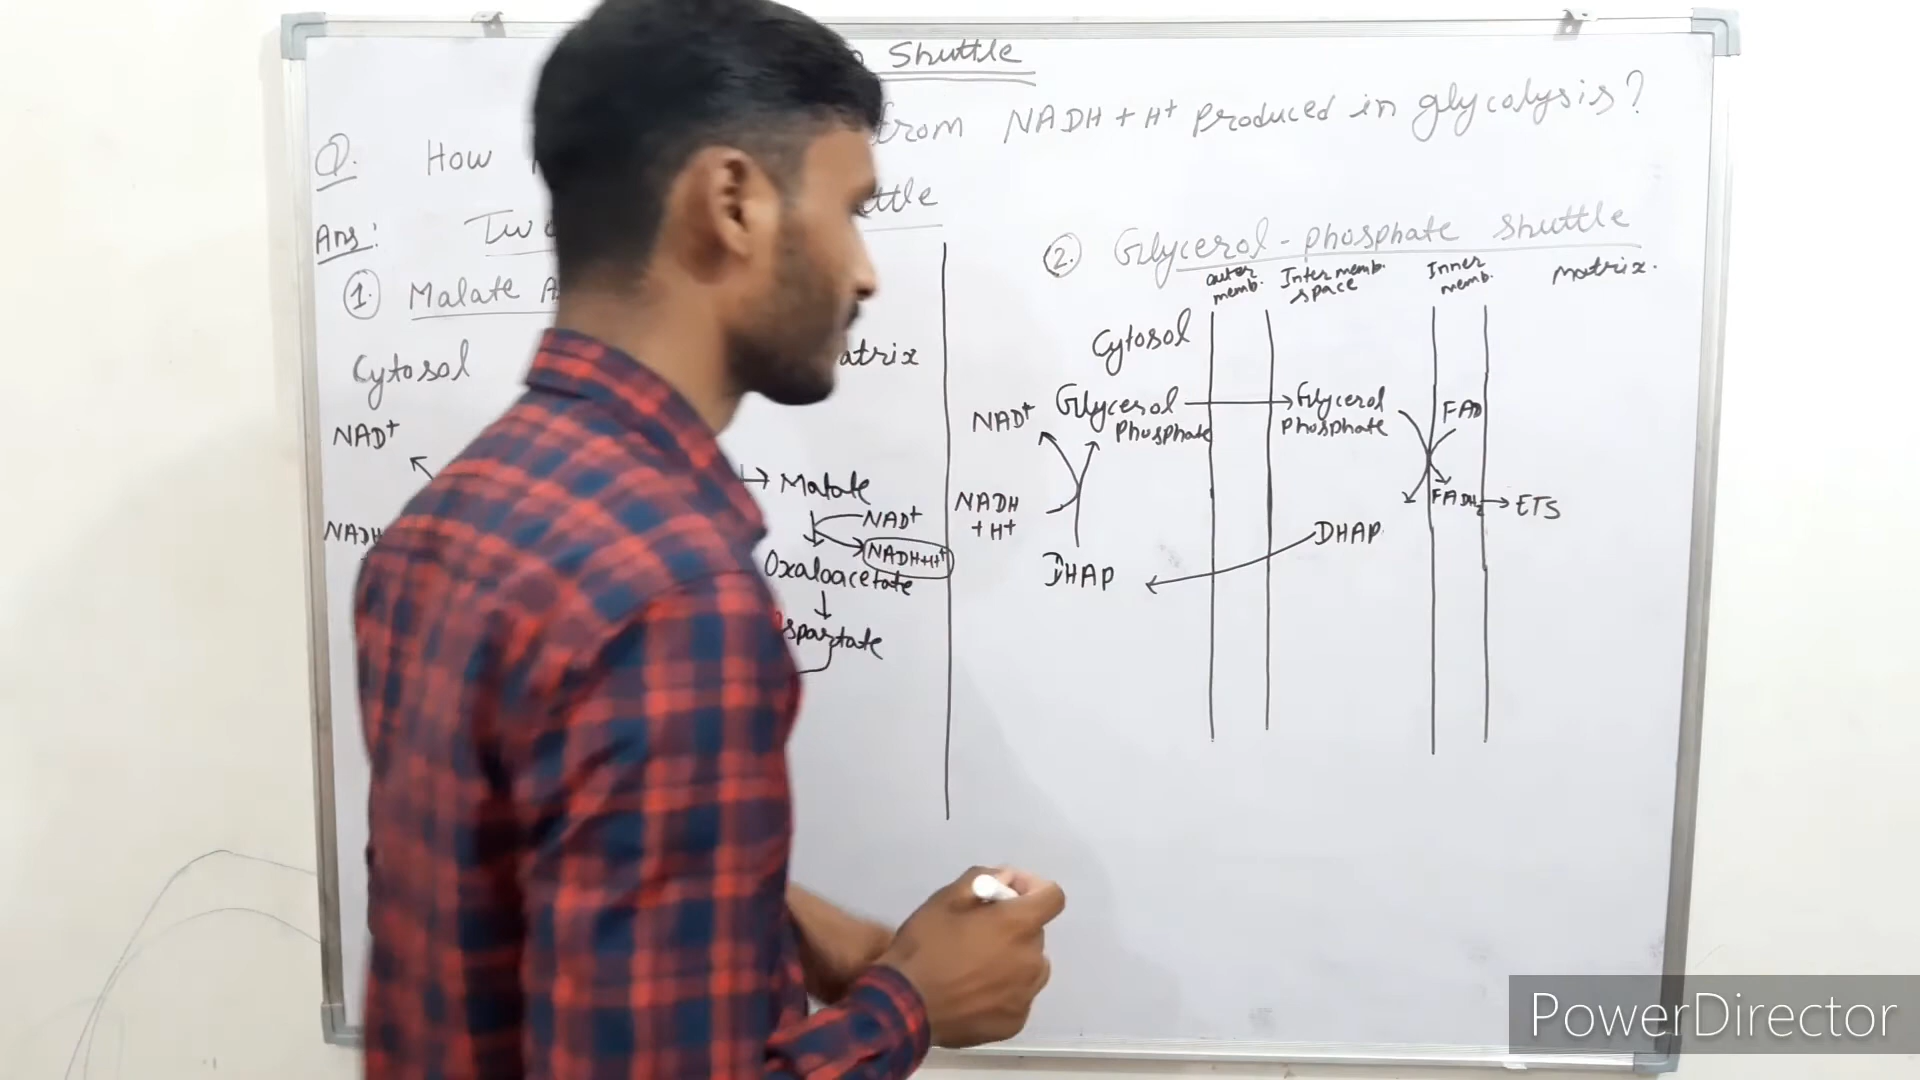 Shuttle
Q. How from NADH + H+ produced in glycolysis?
Ans: ttle
1. Malate A
Cytosol
atrix
NAD+
NADH
Malate
NAD+
NADH+H+
Oxaloacetate
spartate
2. Glycerol-phosphate shuttle
outer memb.
Inter memb. space
Inner memb.
matrix.
Cytosol
NAD+
Glycerol
Phosphate
Glycerol
Phosphate
FAD
NADH
+ H+
FADH2
ETS
DHAP
DHAP
PowerDirector